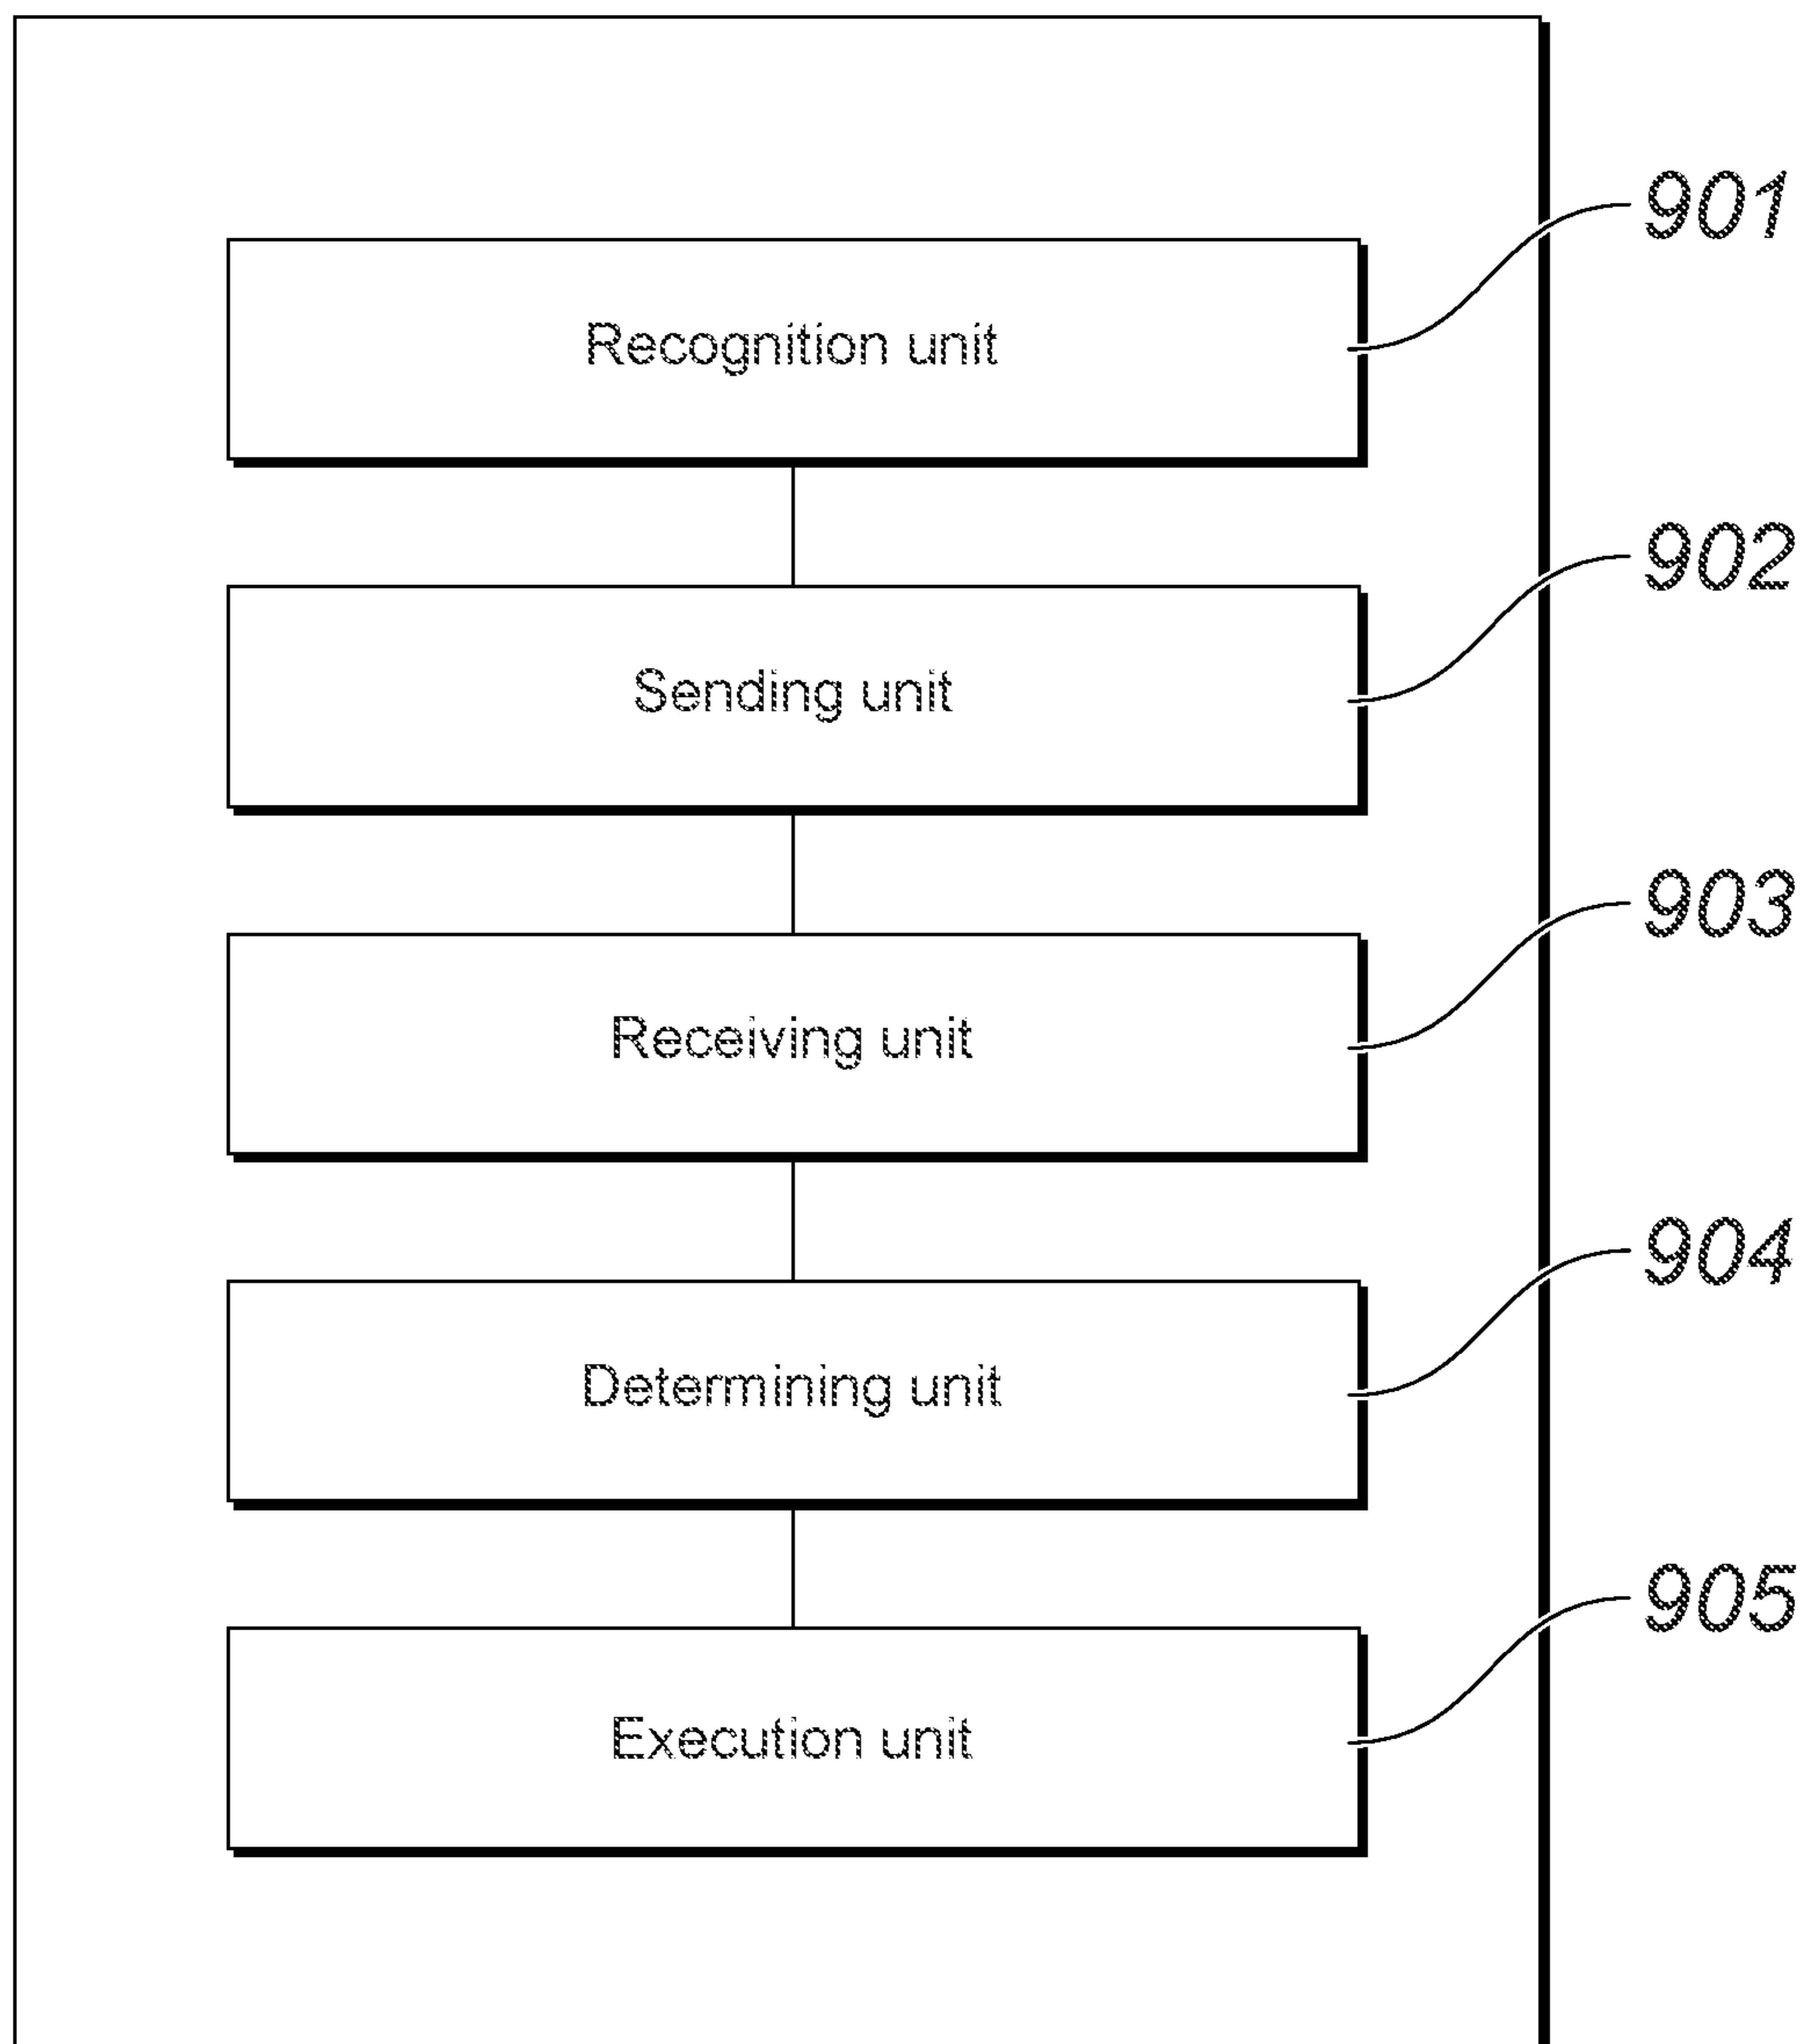 901
Recognition unit
902
Sending unit
903
Receiving unit
904
Determining unit
905
Execution unit